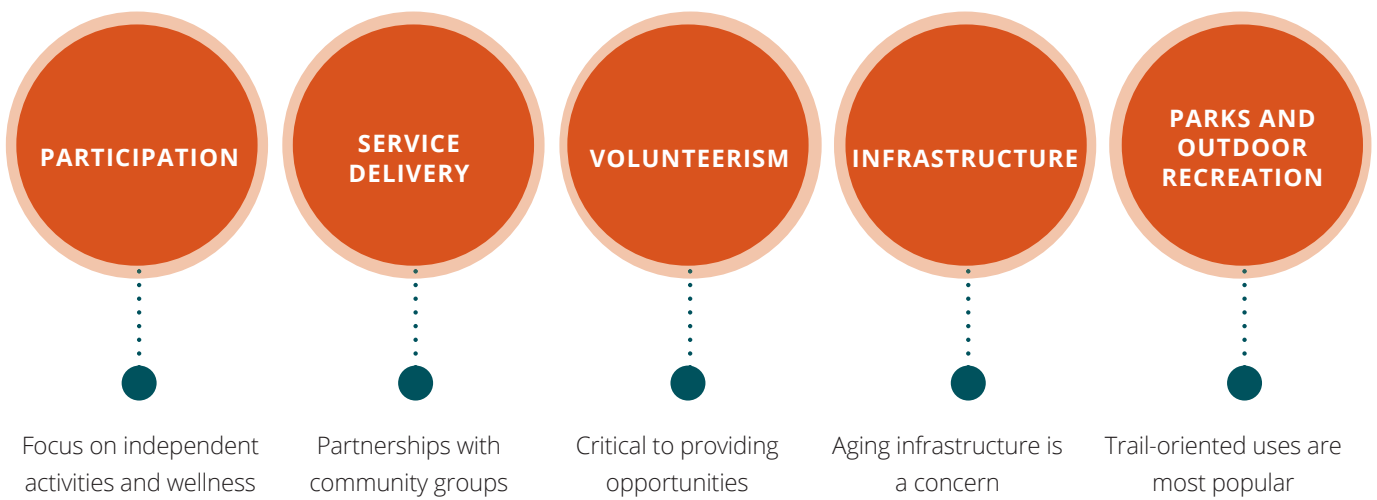 PARTICIPATION
SERVICE
DELIVERY
VOLUNTEERISM
INFRASTRUCTURE
PARKS AND
OUTDOOR
RECREATION
Focus on independent
activities and wellness
Partnerships with
community groups
Critical to providing
opportunities
Aging infrastructure is
a concern
Trail-oriented uses are
most popular